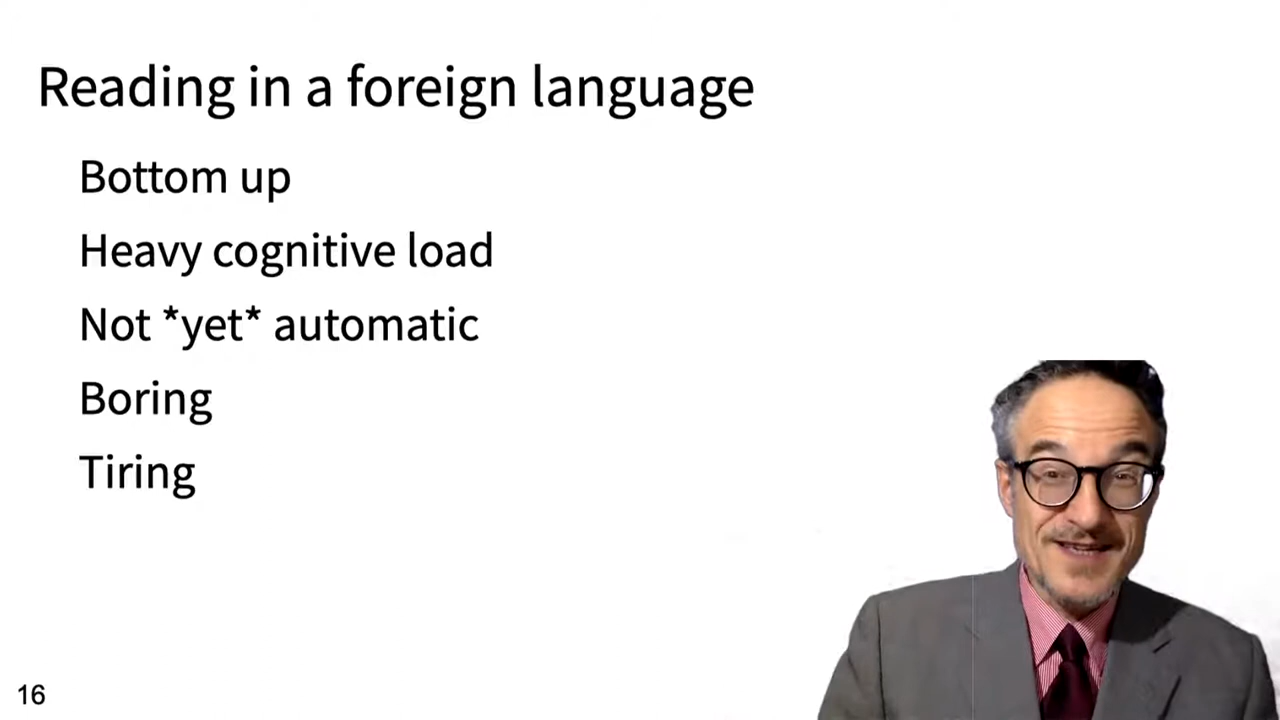 Reading in a foreign language
Bottom up
Heavy cognitive load
Not *yet* automatic
Boring
Tiring
16